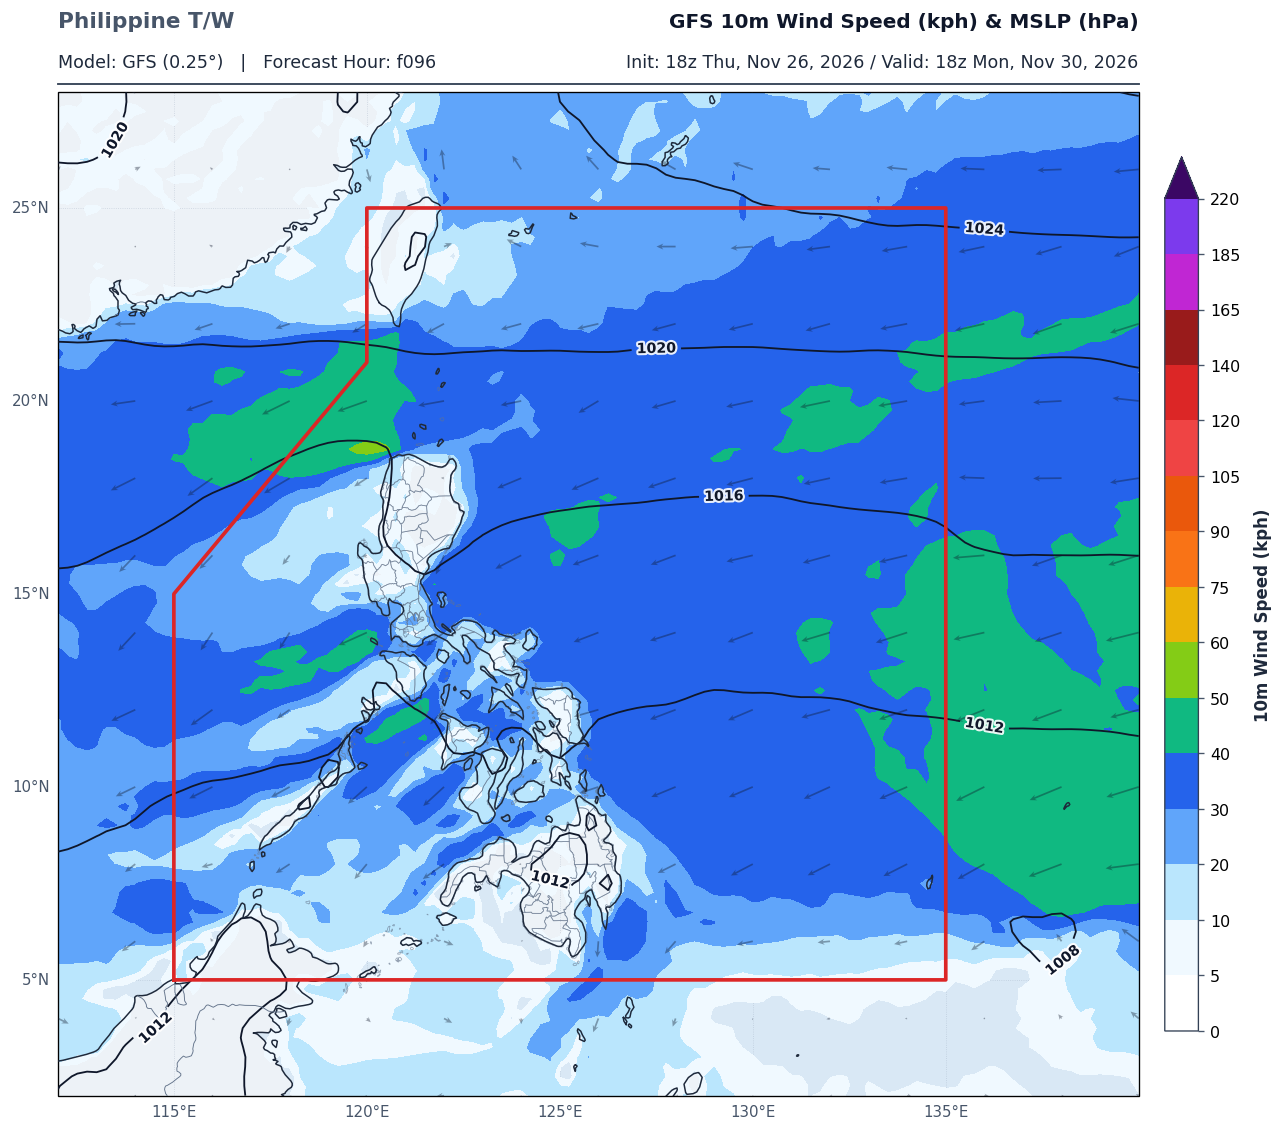 Philippine T/W
GFS 10m Wind Speed (kph) & MSLP (hPa)
Model: GFS (0.25°) | Forecast Hour: f096
Init: 18z Thu, Nov 26, 2026 / Valid: 18z Mon, Nov 30, 2026
1020
1024
1020
1016
1012
1012
1008
1012
25°N
20°N
15°N
10°N
5°N
115°E
120°E
125°E
130°E
135°E
220
185
165
140
120
105
90
75
60
50
40
30
20
10
5
0
10m Wind Speed (kph)